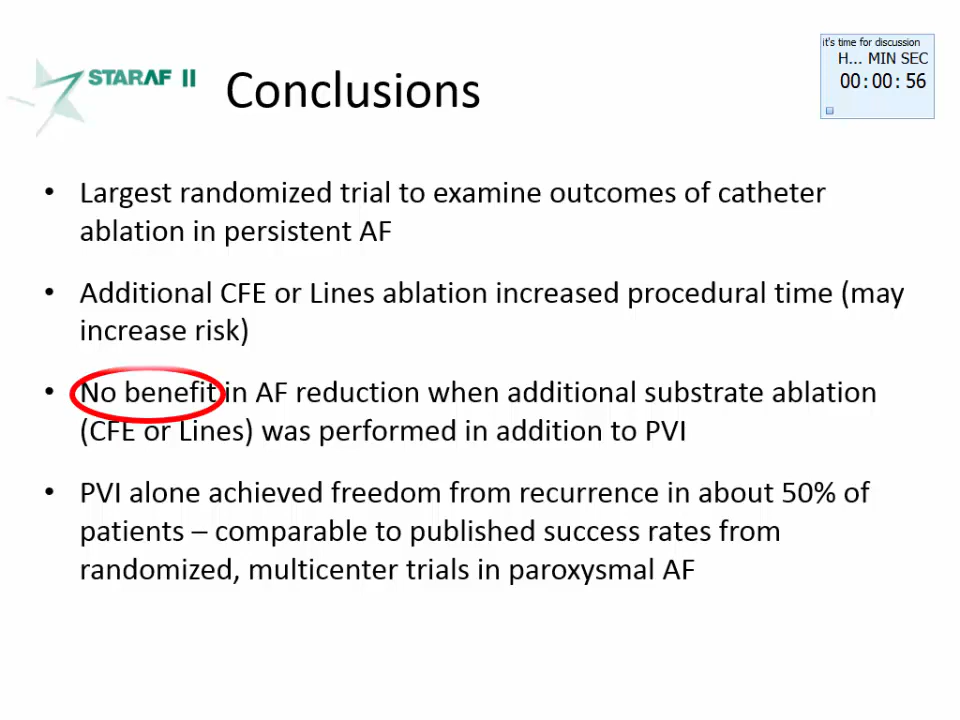 STARAF II
Conclusions
it's time for discussion
H... MIN SEC
00:00:56
• Largest randomized trial to examine outcomes of catheter
ablation in persistent AF
• Additional CFE or Lines ablation increased procedural time (may
increase risk)
• No benefit in AF reduction when additional substrate ablation
(CFE or Lines) was performed in addition to PVI
• PVI alone achieved freedom from recurrence in about 50% of
patients – comparable to published success rates from
randomized, multicenter trials in paroxysmal AF